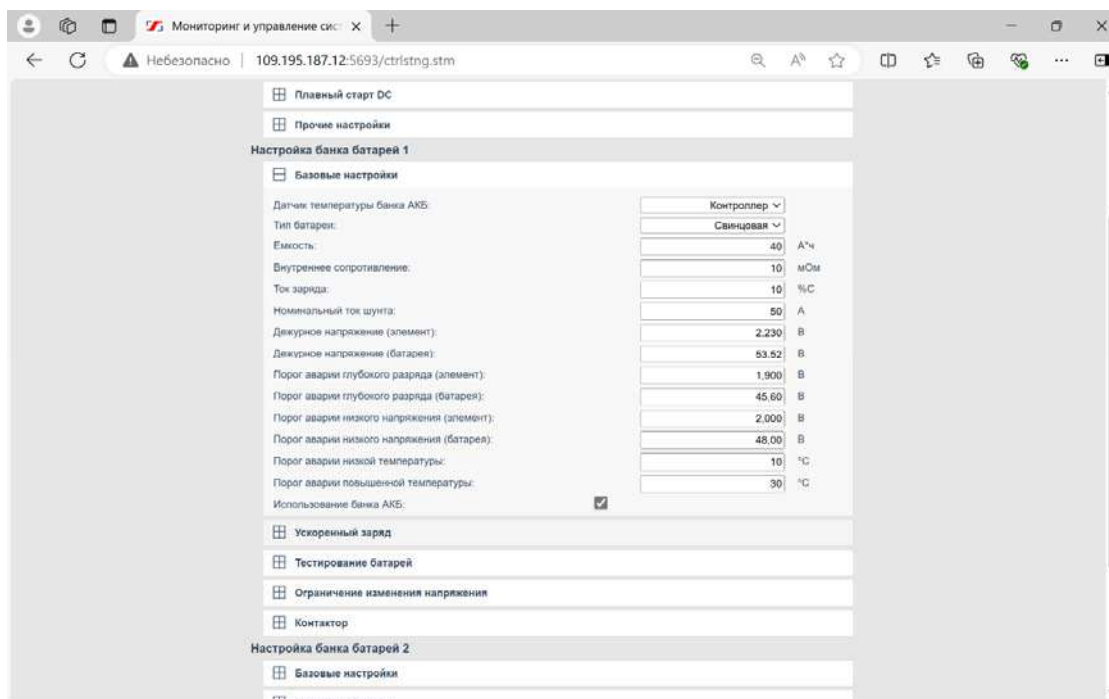 Мониторинг и управление сис
Небезопасно 109.195.187.12:5693/ctrlstng.stm
Плавный старт DC
Прочие настройки
Настройка банка батарей 1
Базовые настройки
Датчик температуры банка АКБ: Контроллер
Тип батареи: Свинцовая
Емкость: 40 А*ч
Внутреннее сопротивление: 10 мОм
Ток заряда: 10 %C
Номинальный ток шунта: 50 А
Дежурное напряжение (элемент): 2,230 В
Дежурное напряжение (батарея): 53.52 В
Порог аварии глубокого разряда (элемент): 1,900 В
Порог аварии глубокого разряда (батарея): 45,60 В
Порог аварии низкого напряжения (элемент): 2,000 В
Порог аварии низкого напряжения (батарея): 48,00 В
Порог аварии низкой температуры: 10 °C
Порог аварии повышенной температуры: 30 °C
Использование банка АКБ:
Ускоренный заряд
Тестирование батарей
Ограничение изменения напряжения
Контактор
Настройка банка батарей 2
Базовые настройки